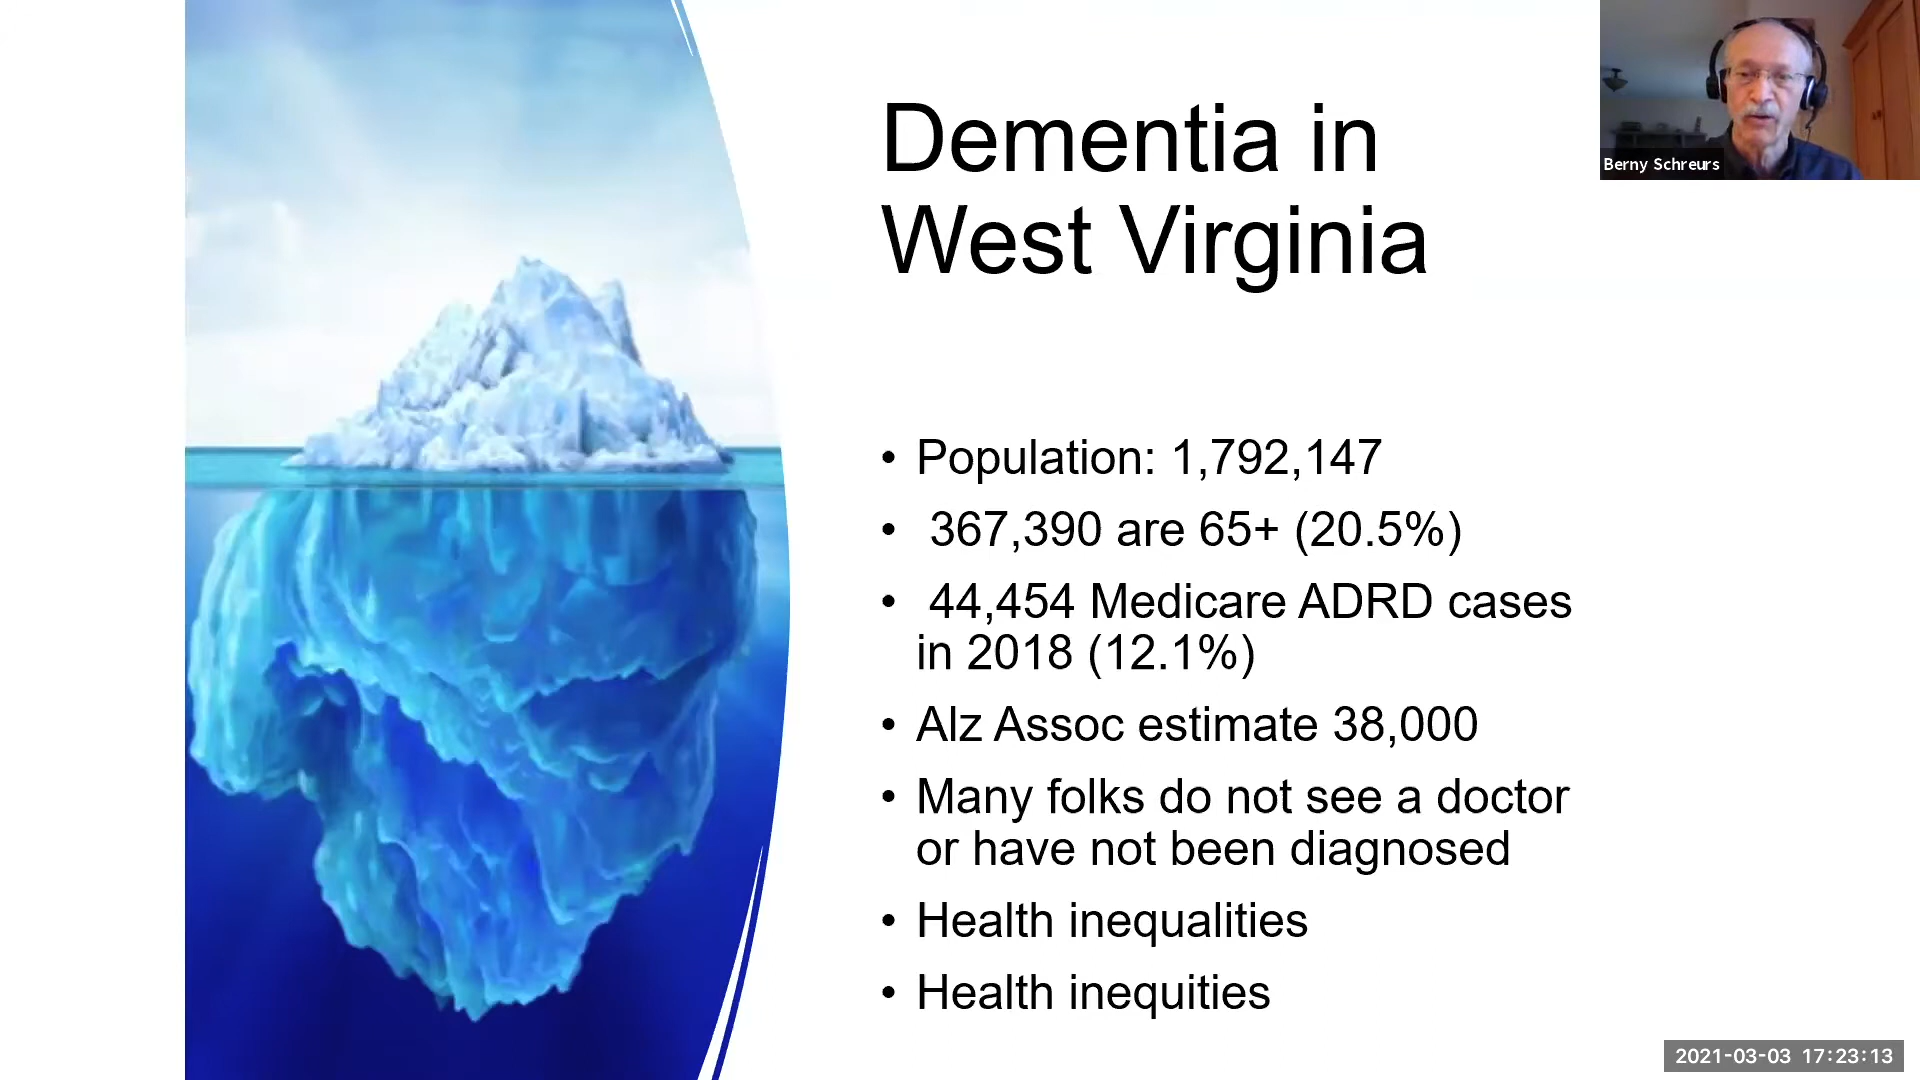 Dementia in
West Virginia
Berny Schreurs
• Population: 1,792,147
• 367,390 are 65+ (20.5%)
• 44,454 Medicare ADRD cases
in 2018 (12.1%)
• Alz Assoc estimate 38,000
• Many folks do not see a doctor
or have not been diagnosed
• Health inequalities
• Health inequities
2021-03-03 17:23:13